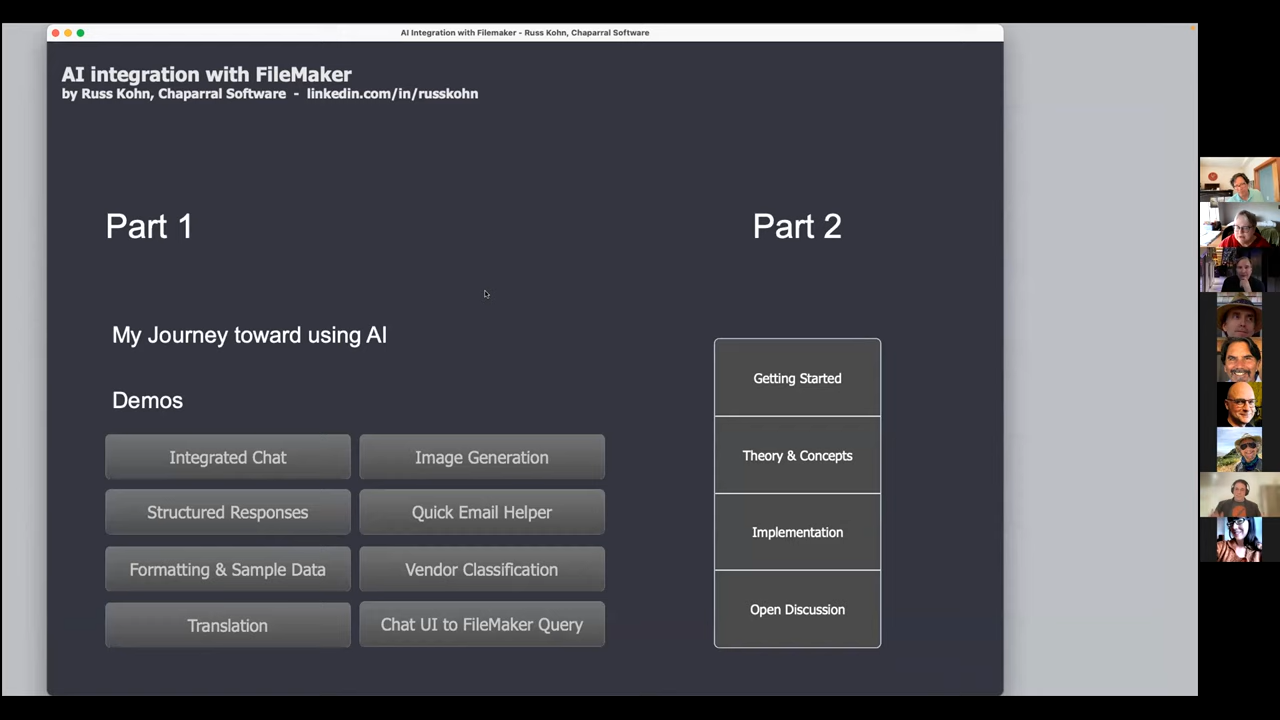 AI Integration with Filemaker - Russ Kohn, Chaparral Software
AI integration with FileMaker
by Russ Kohn, Chaparral Software - linkedin.com/in/russkohn
Part 1
My Journey toward using AI
Demos
Integrated Chat
Image Generation
Structured Responses
Quick Email Helper
Formatting & Sample Data
Vendor Classification
Translation
Chat UI to FileMaker Query
Part 2
Getting Started
Theory & Concepts
Implementation
Open Discussion